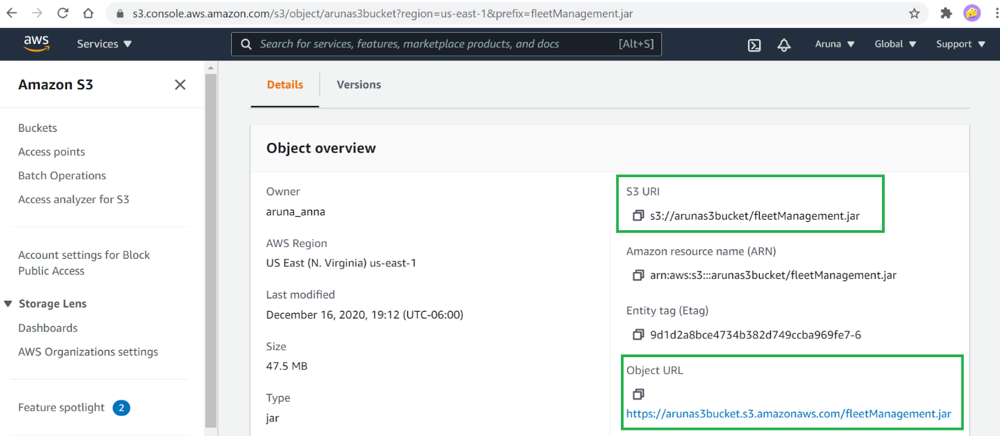 s3.console.aws.amazon.com/s3/object/arunas3bucket?region=us-east-1&prefix=fleetManagement.jar
aws
Services
Search for services, features, marketplace products, and docs
[Alt+S]
Aruna
Global
Support
Amazon S3
Buckets
Access points
Batch Operations
Access analyzer for S3
Account settings for Block
Public Access
Storage Lens
Dashboards
AWS Organizations settings
Feature spotlight 2
Details
Versions
Object overview
Owner
aruna_anna
AWS Region
US East (N. Virginia) us-east-1
Last modified
December 16, 2020, 19:12 (UTC-06:00)
Size
47.5 MB
Type
jar
S3 URI
s3://arunas3bucket/fleetManagement.jar
Amazon resource name (ARN)
arn:aws:s3:::arunas3bucket/fleetManagement.jar
Entity tag (Etag)
9d1d2a8bce4734b382d749ccba969fe7-6
Object URL
https://arunas3bucket.s3.amazonaws.com/fleetManagement.jar